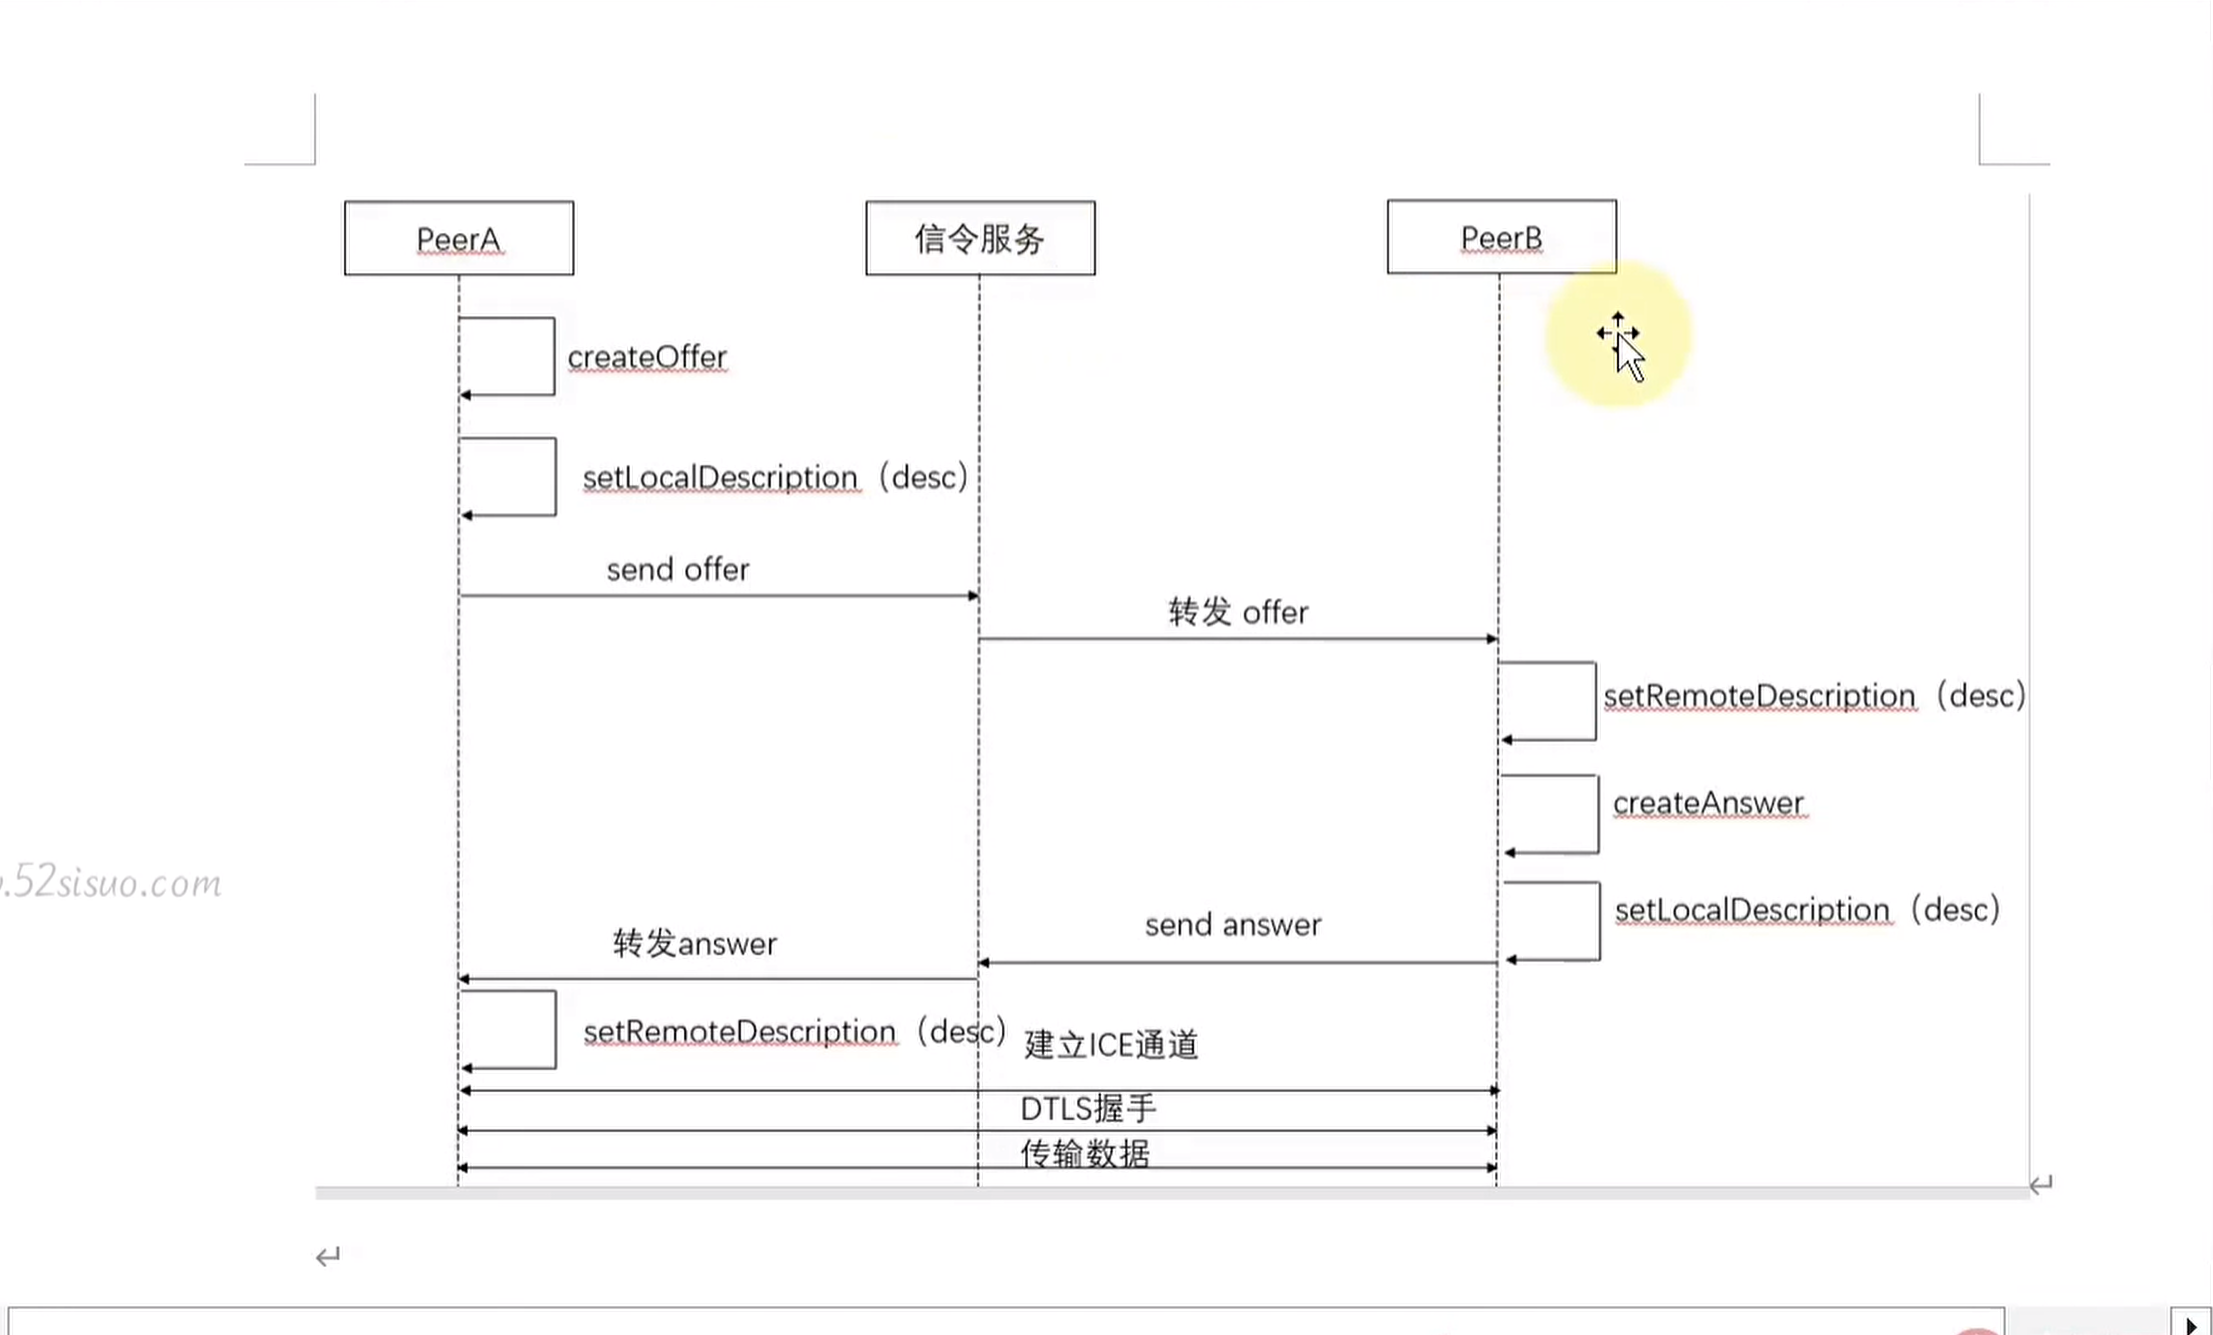 PeerA
信令服务
PeerB
createOffer
setLocalDescription（desc）
send offer
转发 offer
setRemoteDescription（desc）
createAnswer
setLocalDescription（desc）
send answer
转发answer
setRemoteDescription（desc）
建立ICE通道
DTLS握手
传输数据
.52sisuo.com